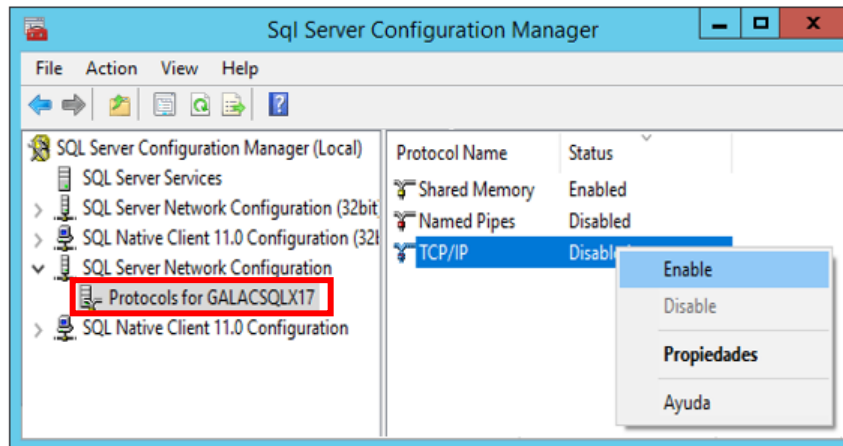 Sql Server Configuration Manager
File Action View Help
SQL Server Configuration Manager (Local)
SQL Server Services
SQL Server Network Configuration (32bit
SQL Native Client 11.0 Configuration (32b
SQL Server Network Configuration
Protocols for GALACSQLX17
SQL Native Client 11.0 Configuration
Protocol Name Status
Shared Memory Enabled
Named Pipes Disabled
TCP/IP Disabled
Enable
Disable
Propiedades
Ayuda